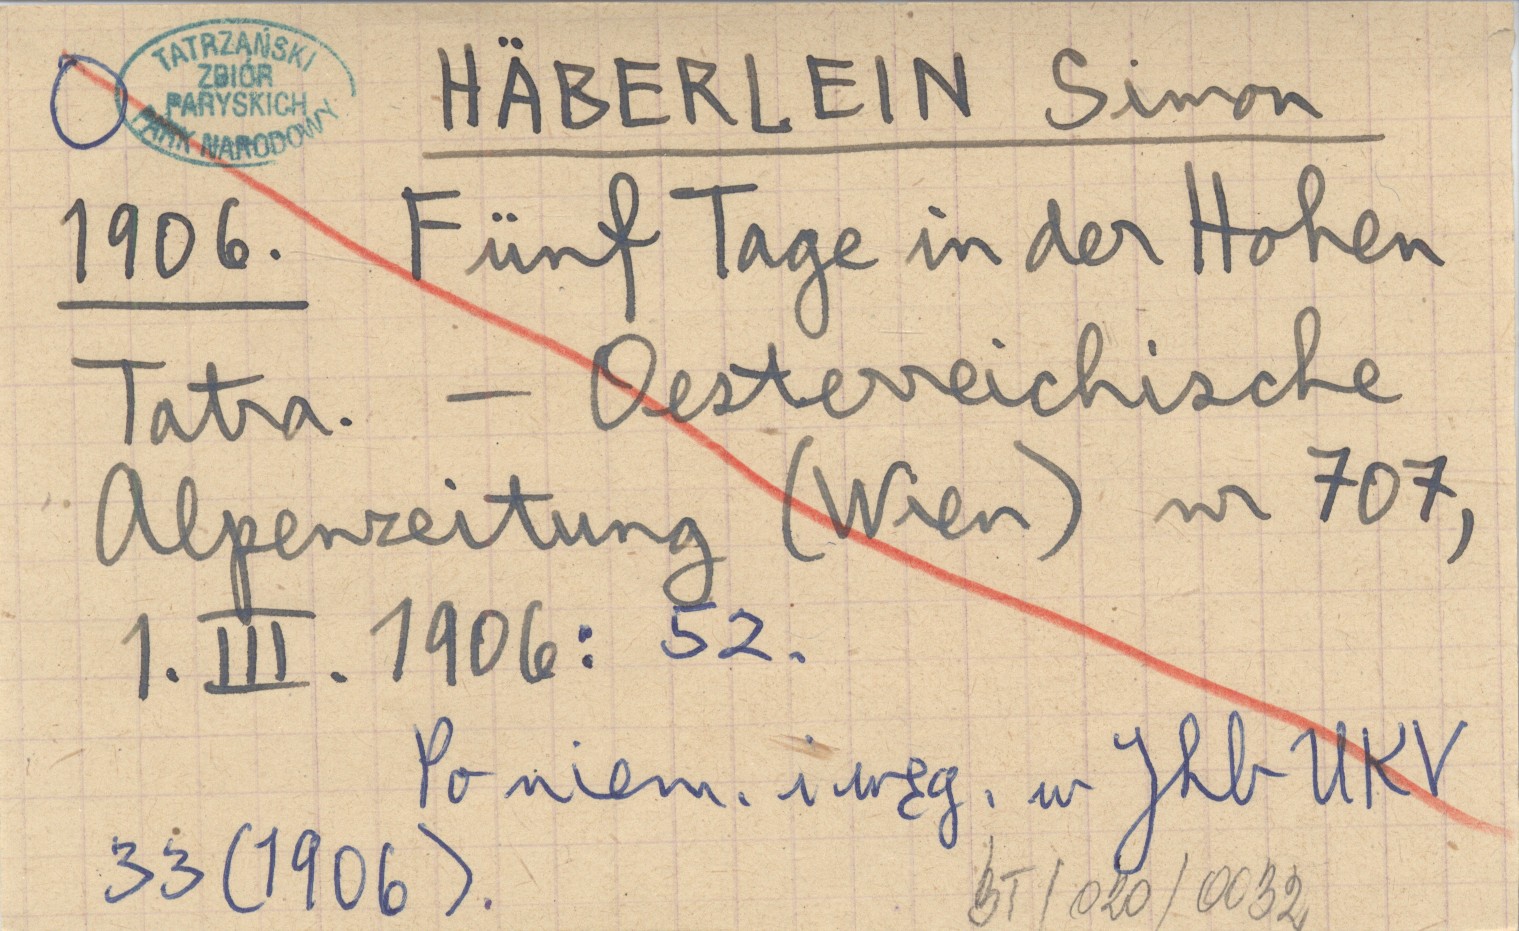 TATRZAŃSKI
ZBIÓR
PARYSKICH
PARK NARODOWY
HÄBERLEIN Simon
1906. Fünf Tage in der Hohen
Tatra. — Oesterreichische
Alpenzeitung (Wien) nr 707,
1. III. 1906: 52.
Po niem. i węg. w Jhb UKV
33 (1906).
BT/020/0032